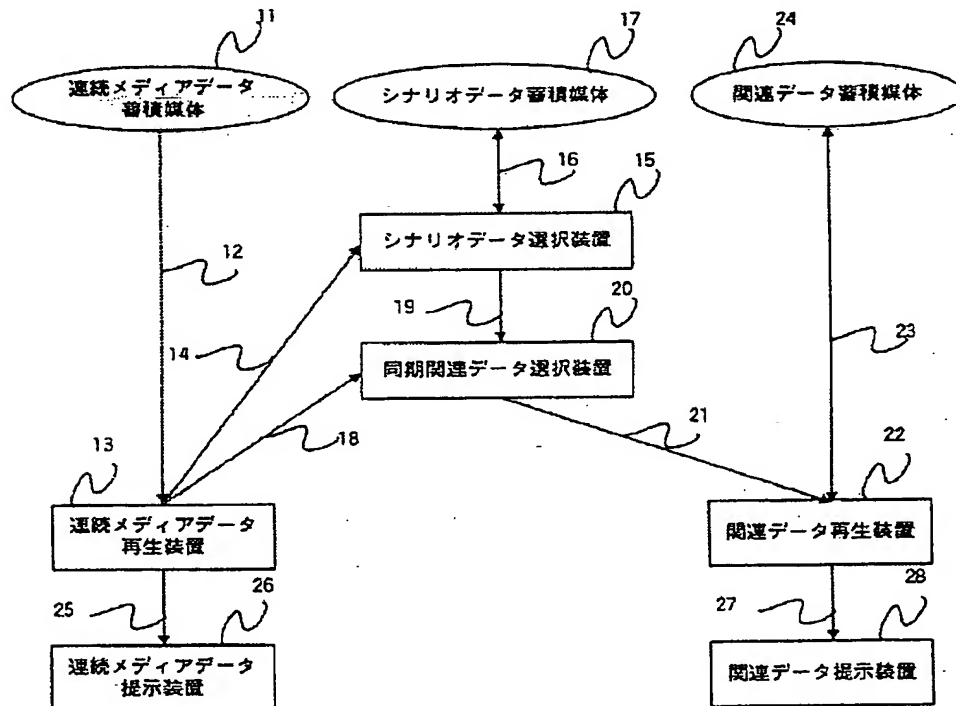 11
17
24
連続メディアデータ
蓄積媒体
シナリオデータ蓄積媒体
関連データ蓄積媒体
16
15
シナリオデータ選択装置
12
19
20
14
23
同期関連データ選択装置
18
21
13
22
連続メディアデータ
再生装置
関連データ再生装置
25
26
27
28
連続メディアデータ
提示装置
関連データ提示装置